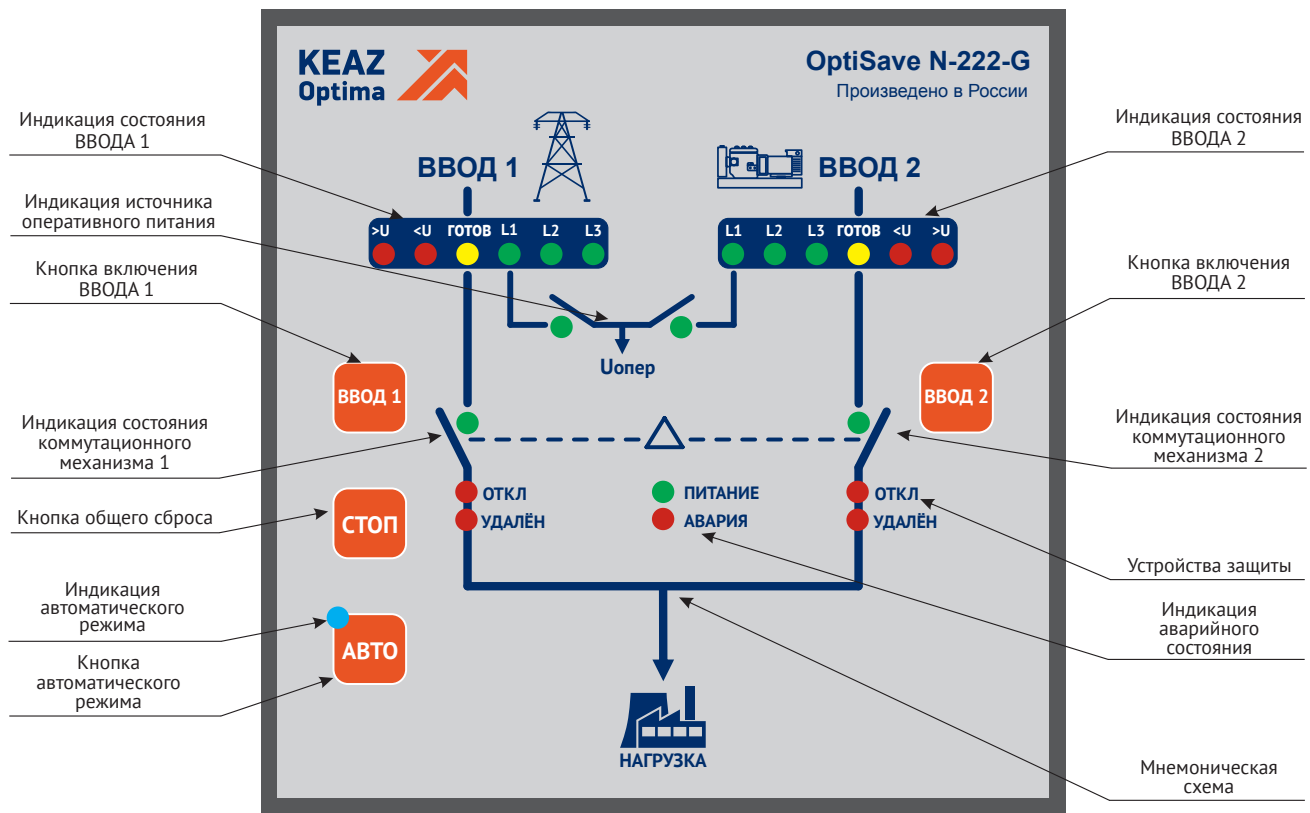 KEAZ
Optima
OptiSave N-222-G
Произведено в России
Индикация состояния
ВВОДА 1
Индикация источника
оперативного питания
Кнопка включения
ВВОДА 1
Индикация состояния
коммутационного
механизма 1
Кнопка общего сброса
Индикация
автоматического
режима
Кнопка
автоматического
режима
ВВОД 1
ВВОД 2
>U <U ГОТОВ L1 L2 L3
L1 L2 L3 ГОТОВ <U >U
Uопер
ВВОД 1
ВВОД 2
ОТКЛ
УДАЛЁН
ПИТАНИЕ
АВАРИЯ
ОТКЛ
УДАЛЁН
СТОП
АВТО
НАГРУЗКА
Индикация состояния
ВВОДА 2
Кнопка включения
ВВОДА 2
Индикация состояния
коммутационного
механизма 2
Устройства защиты
Индикация
аварийного
состояния
Мнемоническая
схема